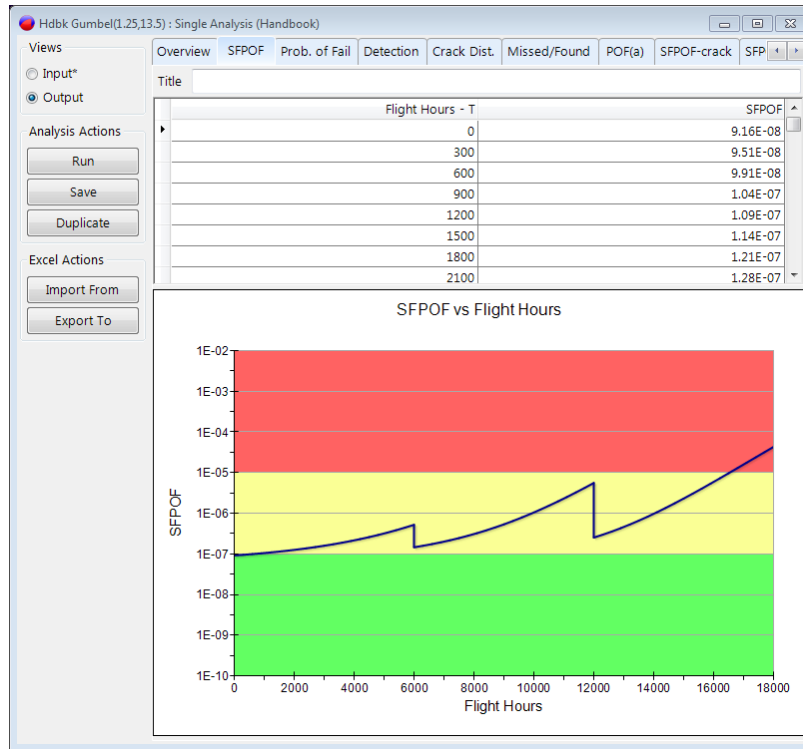 Hdbk Gumbel(1.25,13.5) : Single Analysis (Handbook)
Views
Input*
Output
Analysis Actions
Run
Save
Duplicate
Excel Actions
Import From
Export To
Overview SFPOF Prob. of Fail Detection Crack Dist. Missed/Found POF(a) SFPOF-crack SFP
Title
Flight Hours - T SFPOF
0 9.16E-08
300 9.51E-08
600 9.91E-08
900 1.04E-07
1200 1.09E-07
1500 1.14E-07
1800 1.21E-07
2100 1.28E-07
SFPOF vs Flight Hours
1E-02
1E-03
1E-04
1E-05
1E-06
1E-07
1E-08
1E-09
1E-10
SFPOF
0 2000 4000 6000 8000 10000 12000 14000 16000 18000
Flight Hours